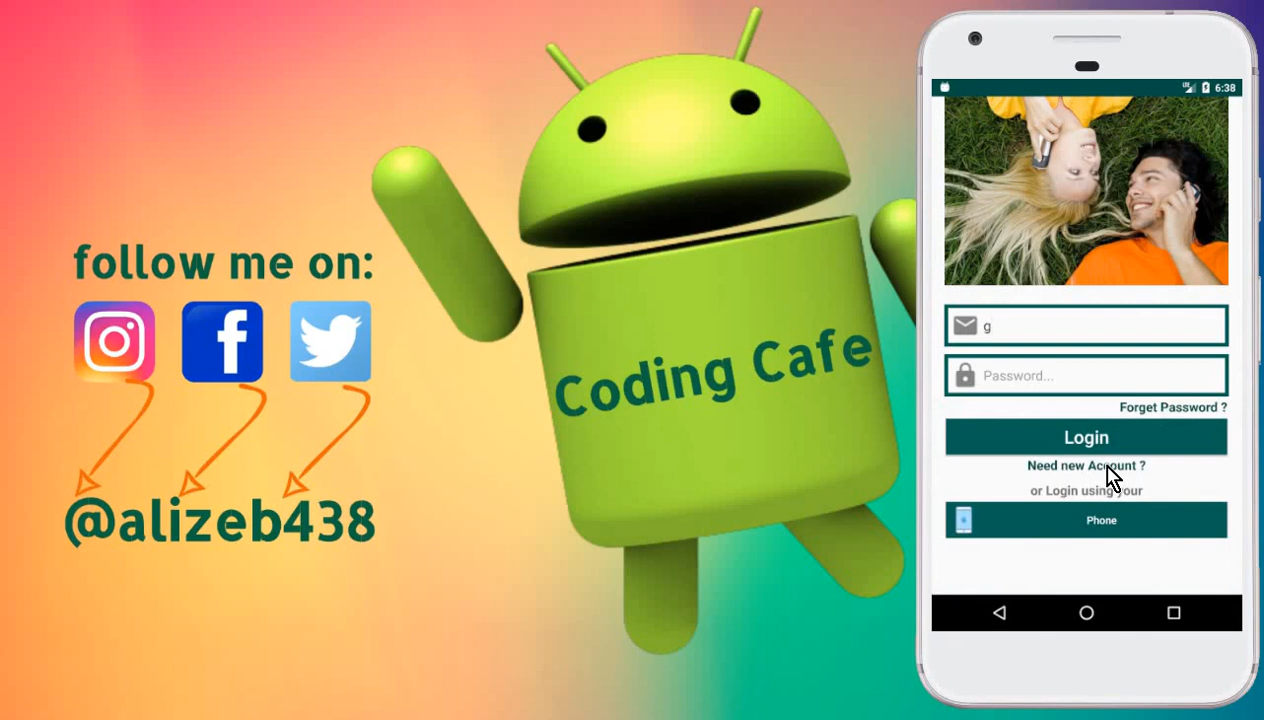 follow me on:
@alizeb438
Coding Cafe
LTE 6:38
g
Password...
Forget Password ?
Login
Need new Account ?
or Login using your
Phone